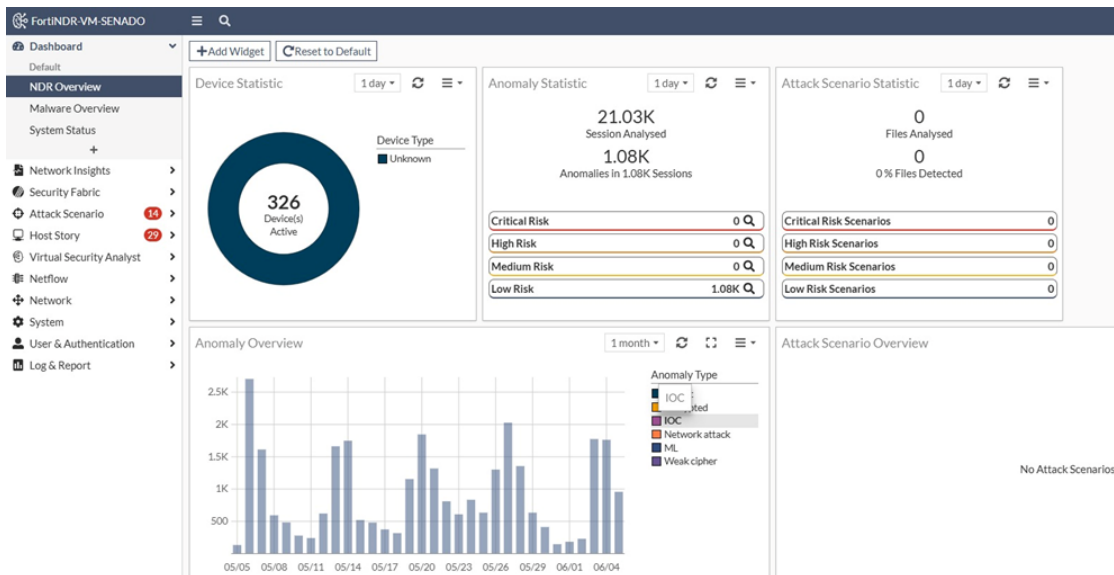 FortiNDR-VM-SENADO
Dashboard
Default
NDR Overview
Malware Overview
System Status
+
Network Insights
Security Fabric
Attack Scenario 14
Host Story 29
Virtual Security Analyst
Netflow
Network
System
User & Authentication
Log & Report
+Add Widget
Reset to Default
Device Statistic 1 day
Device Type
Unknown
326
Device(s)
Active
Anomaly Statistic 1 day
21.03K
Session Analysed
1.08K
Anomalies in 1.08K Sessions
Critical Risk 0
High Risk 0
Medium Risk 0
Low Risk 1.08K
Attack Scenario Statistic 1 day
0
Files Analysed
0
0 % Files Detected
Critical Risk Scenarios 0
High Risk Scenarios 0
Medium Risk Scenarios 0
Low Risk Scenarios 0
Anomaly Overview 1 month
Anomaly Type
IOC
IOC
Network attack
ML
Weak cipher
2.5K
2K
1.5K
1K
500
05/05 05/08 05/11 05/14 05/17 05/20 05/23 05/26 05/29 06/01 06/04
Attack Scenario Overview
No Attack Scenarios